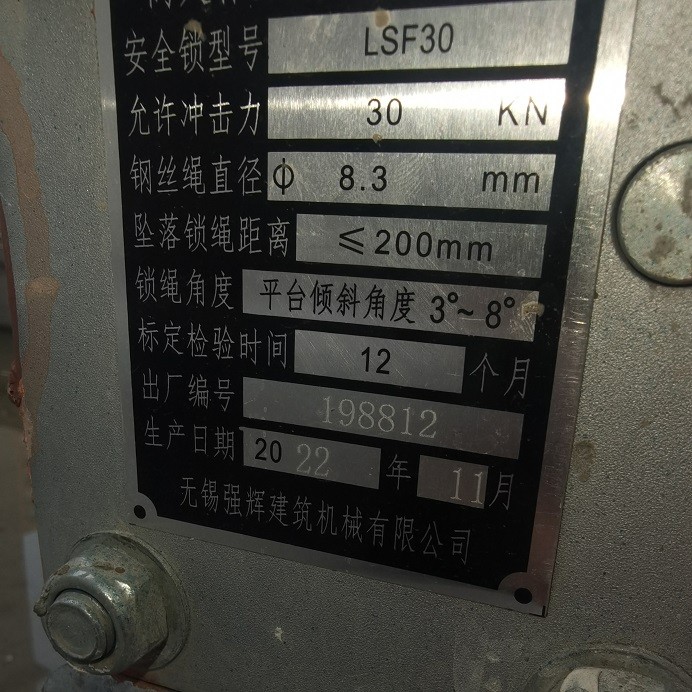 安全锁型号 LSF30
允许冲击力 30 KN
钢丝绳直径 ф 8.3 mm
坠落锁绳距离 ≤200mm
锁绳角度 平台倾斜角度 3°~8°
标定检验时间 12 个月
出厂编号 198812
生产日期 2022 年 11月
无锡强辉建筑机械有限公司